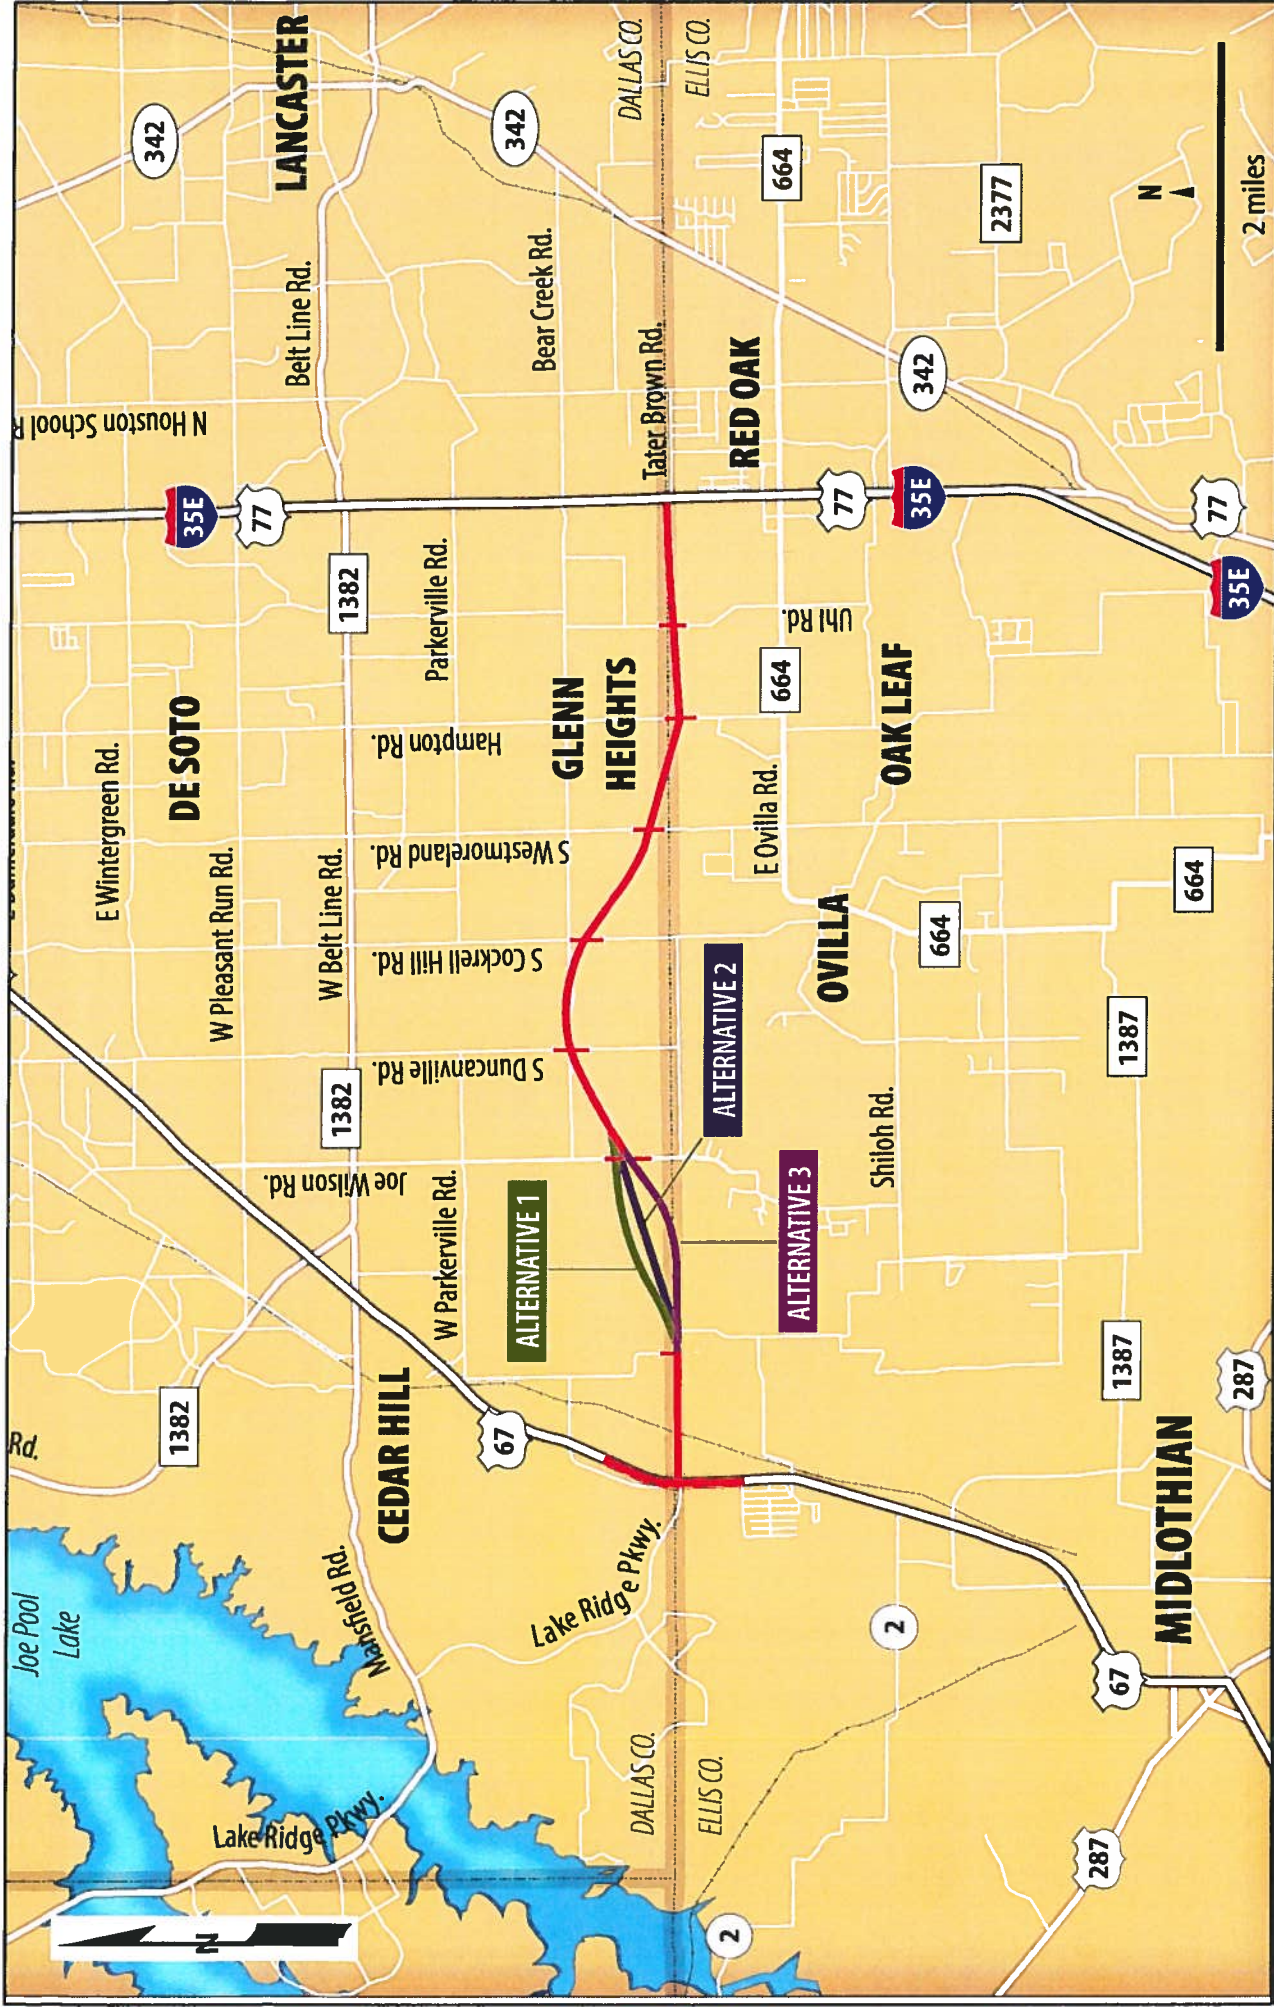 Joe Pool
Lake
Rd.
1382
E Wintergreen Rd.
DE SOTO
35E
77
N Houston School R
342
LANCASTER
W Pleasant Run Rd.
Lake Ridge Pkwy.
N
Mansfield Rd.
CEDAR HILL
Joe Wilson Rd.
1382
W Belt Line Rd.
1382
Belt Line Rd.
W Parkerville Rd.
S Duncanville Rd.
S Cockrell Hill Rd.
S Westmoreland Rd.
Hampton Rd.
Parkerville Rd.
67
ALTERNATIVE 1
GLENN
HEIGHTS
Bear Creek Rd.
342
Lake Ridge Pkwy.
DALLAS CO.
ELLIS CO.
Tater Brown Rd.
DALLAS CO.
ELLIS CO.
ALTERNATIVE 2
ALTERNATIVE 3
E Ovilla Rd.
664
Uhl Rd.
RED OAK
664
2
OVILLA
77
35E
2
Shiloh Rd.
664
OAK LEAF
342
2377
287
67
MIDLOTHIAN
1387
1387
664
287
35E
77
N
2 miles